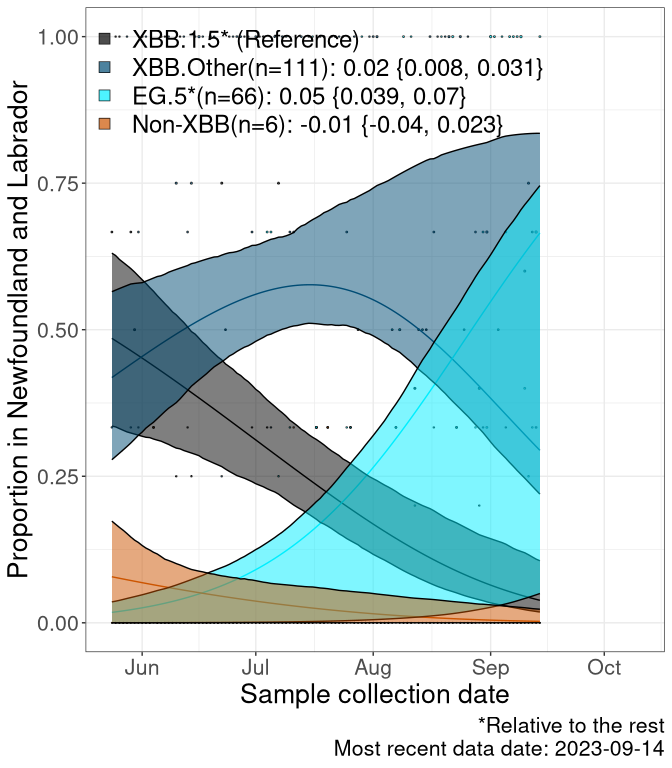 1.00
XBB.1.5* (Reference)
XBB.Other(n=111): 0.02 {0.008, 0.031}
EG.5*(n=66): 0.05 {0.039, 0.07}
Non-XBB(n=6): -0.01 {-0.04, 0.023}
0.75
0.50
0.25
0.00
Proportion in Newfoundland and Labrador
Jun Jul Aug Sep Oct
Sample collection date
*Relative to the rest
Most recent data date: 2023-09-14